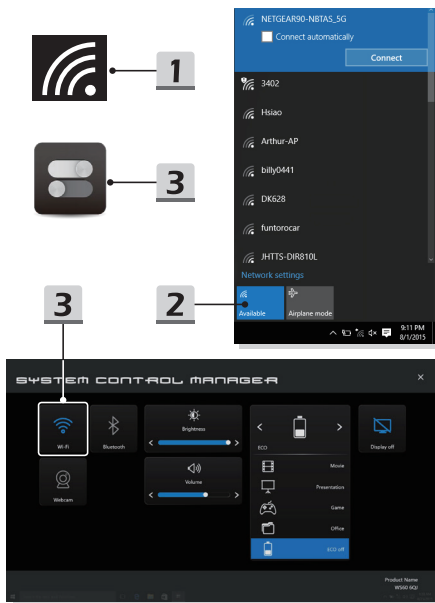 1
3
NETGEAR90-NBTAS_5G
Connect automatically
Connect
3402
Hsiao
Arthur-AP
billy0441
DK628
funtorocar
JHTTS-DIR810L
Network settings
Available
Airplane mode
9:11 PM
8/1/2015
3
2
SYSTEM CONTROL MANAGER
Wi-Fi
Bluetooth
Brightness
ECO
Display off
Webcam
Volume
Movie
Presentation
Game
Office
ECO off
Product Name
WS60 6QJ